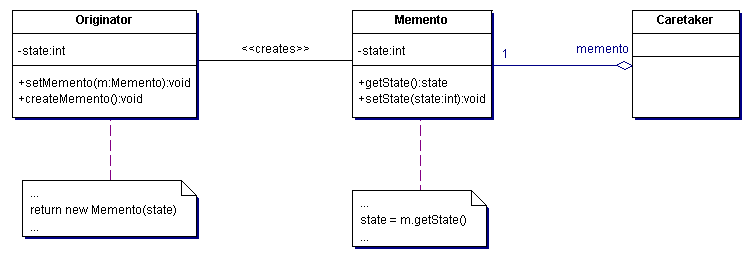 Originator
-state:int
+setMemento(m:Memento):void
+createMemento():void
<<creates>>
Memento
-state:int
+getState():state
+setState(state:int):void
1
memento
Caretaker
...
return new Memento(state)
...
...
state = m.getState()
...